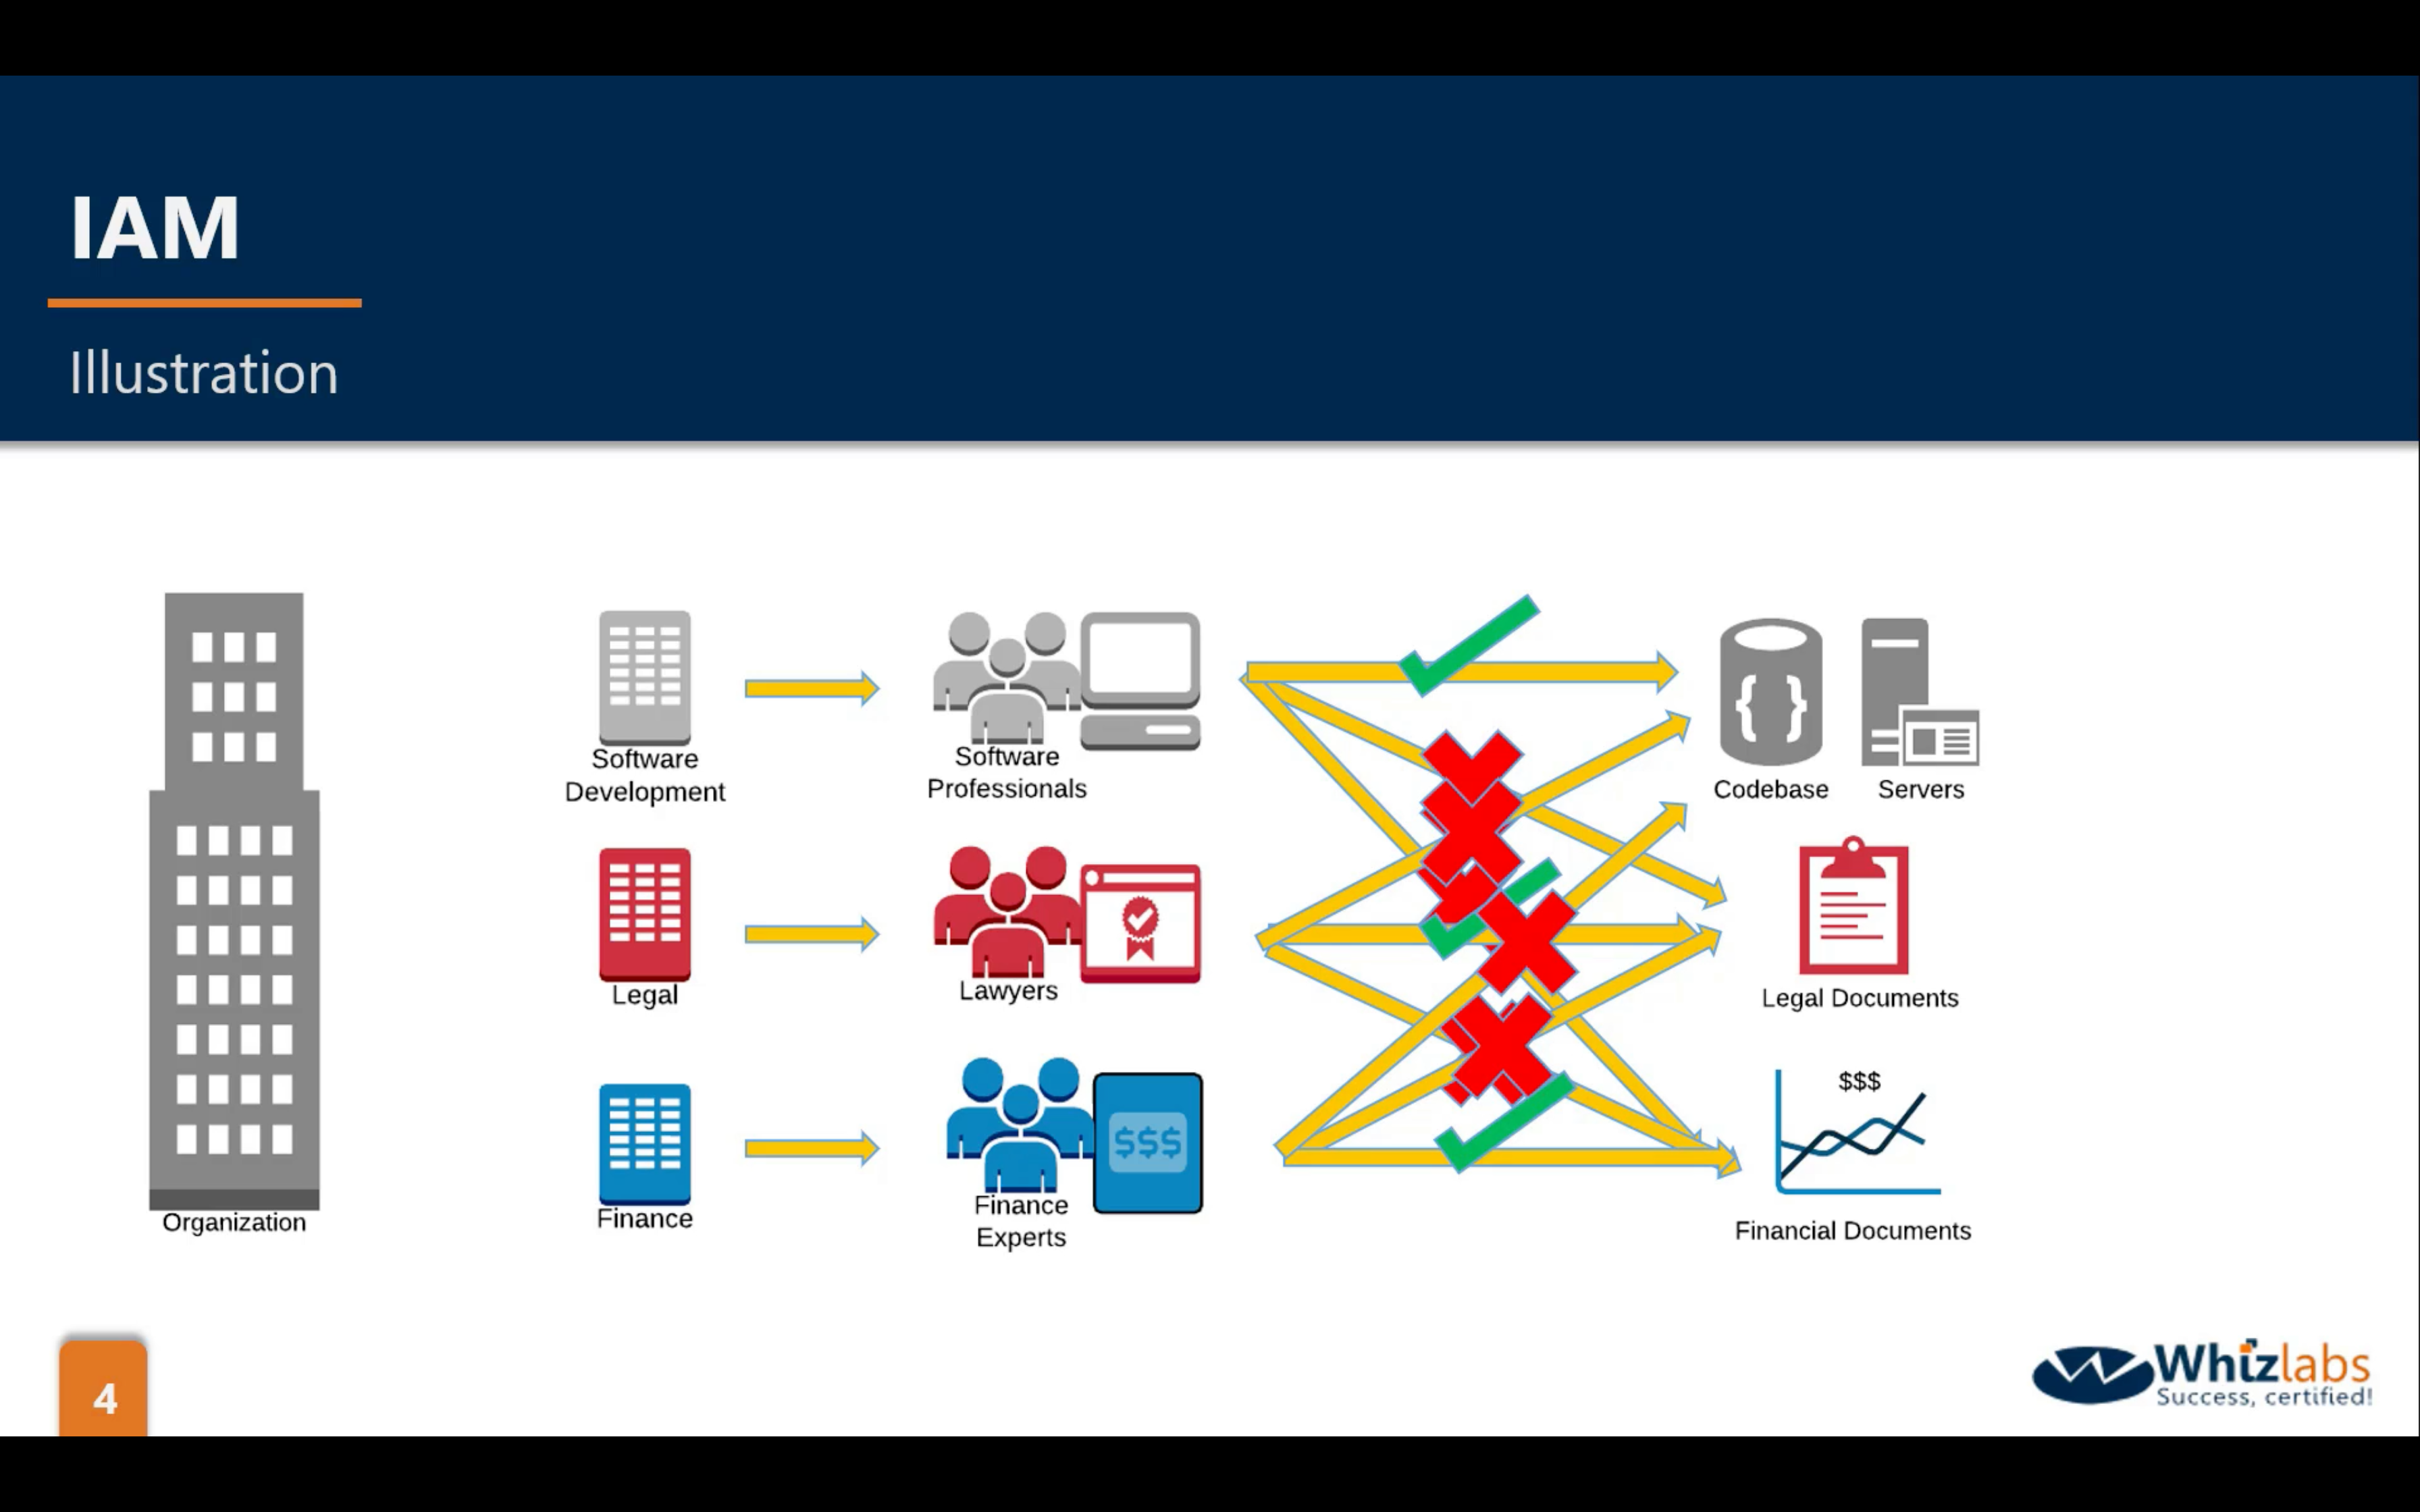 IAM
Illustration
Software
Development
Software
Professionals
Codebase
Servers
Legal
Lawyers
Legal Documents
$$$
$$$
Organization
Finance
Finance
Experts
Financial Documents
4
Whizlabs
Success, certified!